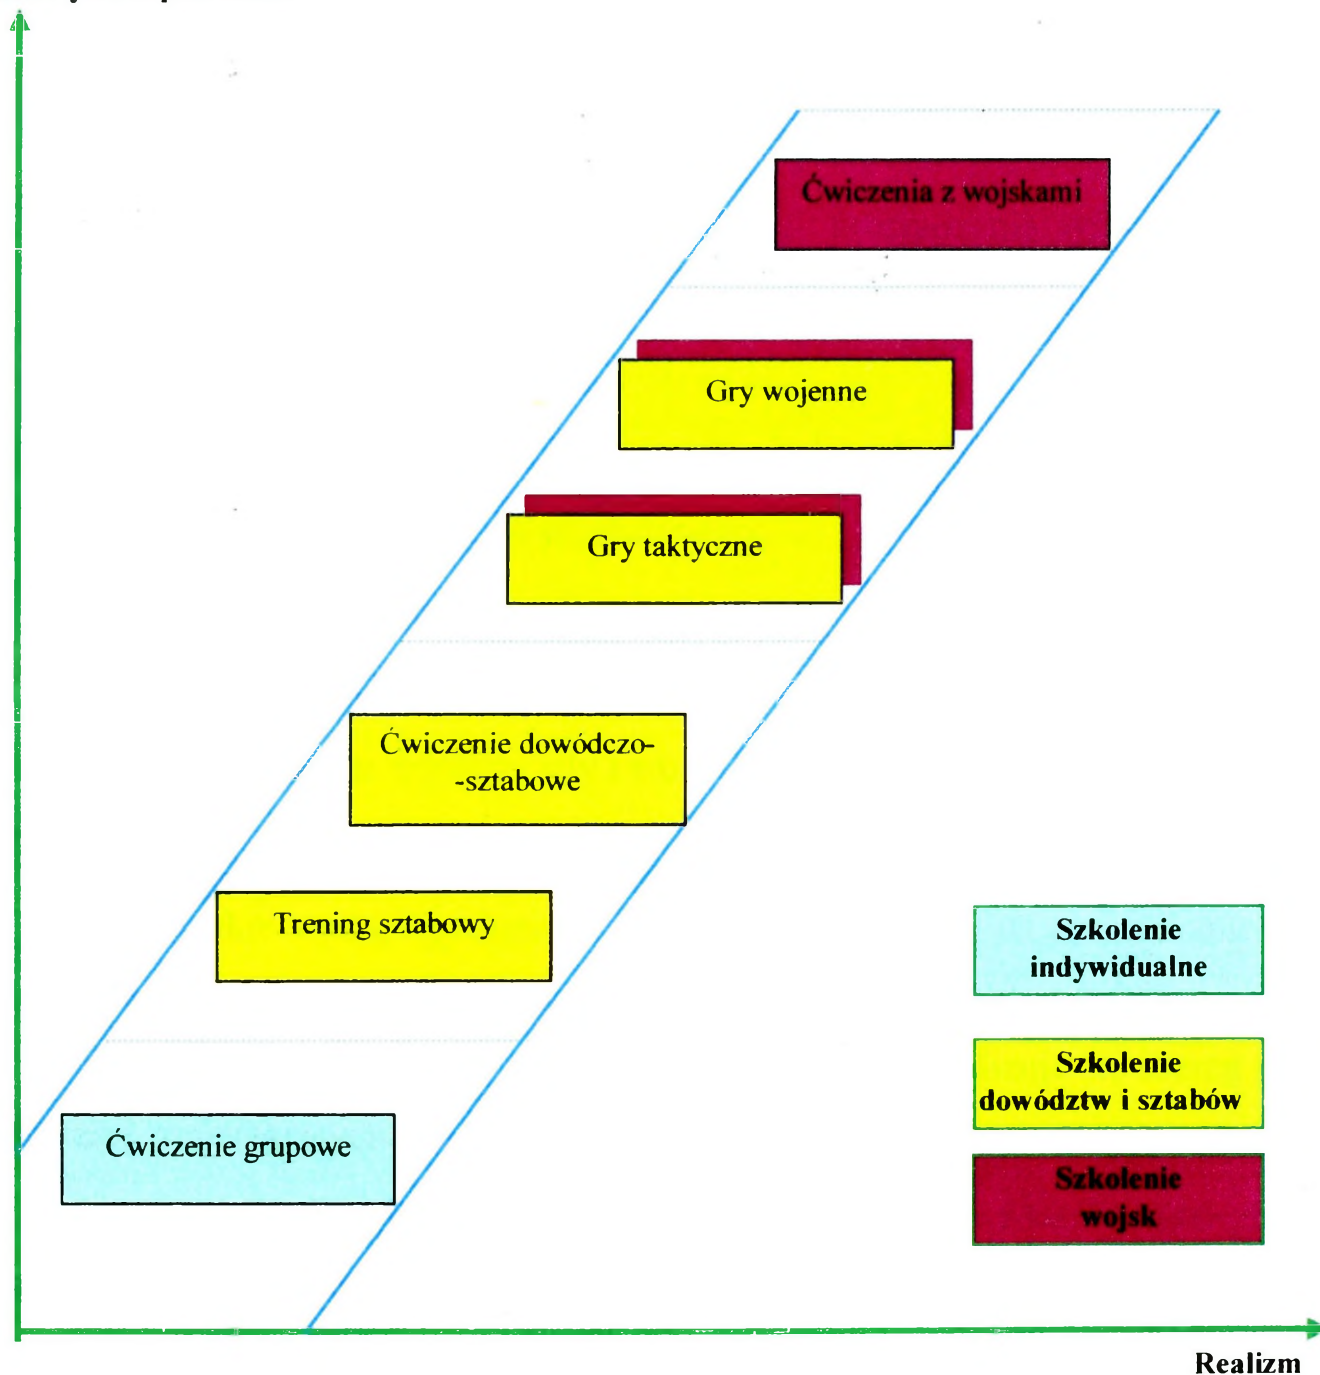 Ćwiczenia z wojskami
Gry wojenne
Gry taktyczne
Ćwiczenie dowódczo-
-sztabowe
Trening sztabowy
Ćwiczenie grupowe
Szkolenie
indywidualne
Szkolenie
dowództw i sztabów
Szkolenie
wojsk
Realizm